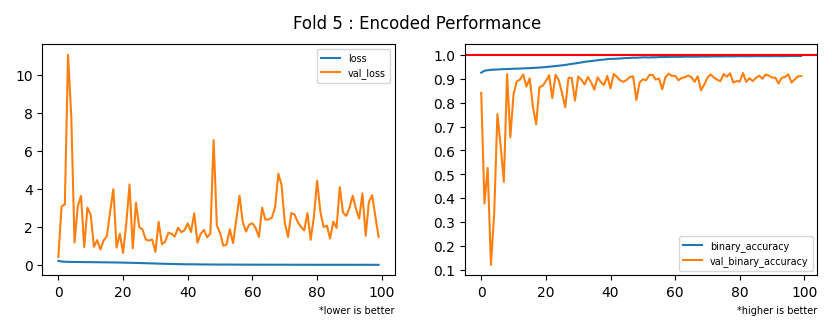 Fold 5 : Encoded Performance
loss
val_loss
10
8
6
4
2
0
0 20 40 60 80 100
*lower is better
1.0
0.9
0.8
0.7
0.6
0.5
0.4
0.3
0.2
0.1
binary_accuracy
val_binary_accuracy
0 20 40 60 80 100
*higher is better